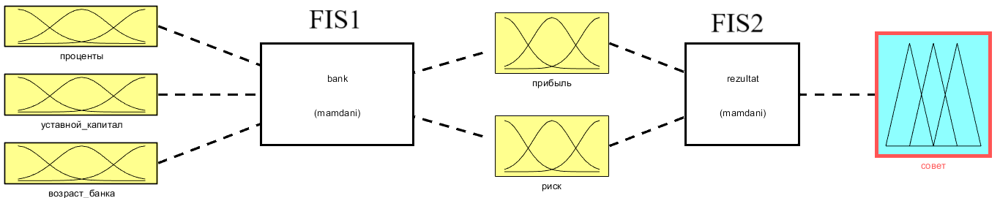 FIS1
FIS2
проценты
bank
(mamdani)
уставной_капитал
возраст_банка
прибыль
риск
rezultat
(mamdani)
совет